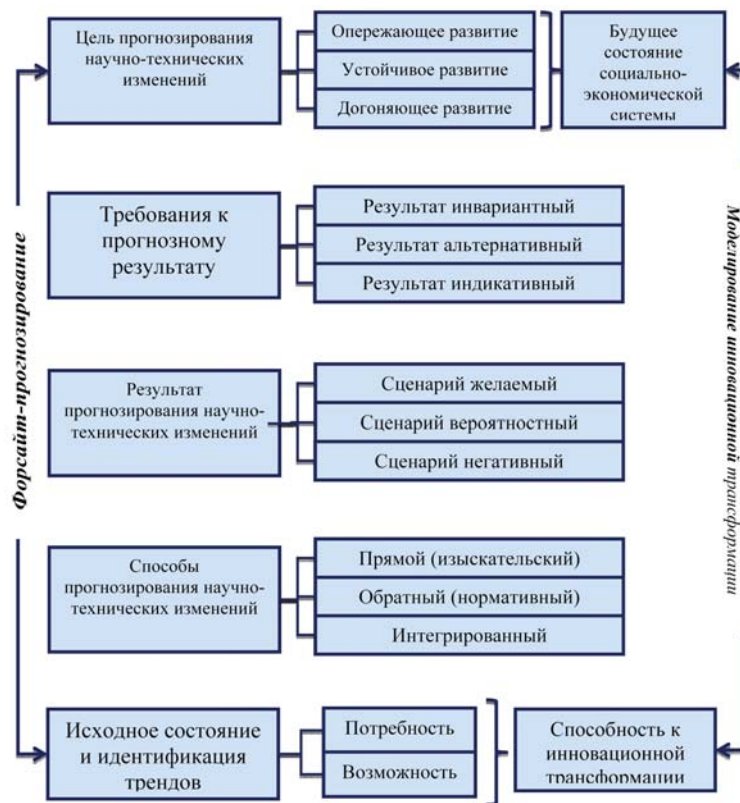 Цель прогнозирования
научно-технических
изменений
Опережающее развитие
Устойчивое развитие
Догоняющее развитие
Будущее
состояние
социально-
экономической
системы
Требования к
прогнозному
результату
Результат инвариантный
Результат альтернативный
Результат индикативный
Результат
прогнозирования научно-
технических изменений
Сценарий желаемый
Сценарий вероятностный
Сценарий негативный
Способы
прогнозирования научно-
технических изменений
Прямой (изыскательский)
Обратный (нормативный)
Интегрированный
Исходное состояние
и идентификация
трендов
Потребность
Возможность
Способность к
инновационной
трансформации
Форсайт-прогнозирование
Моделирование инновационной трансформации